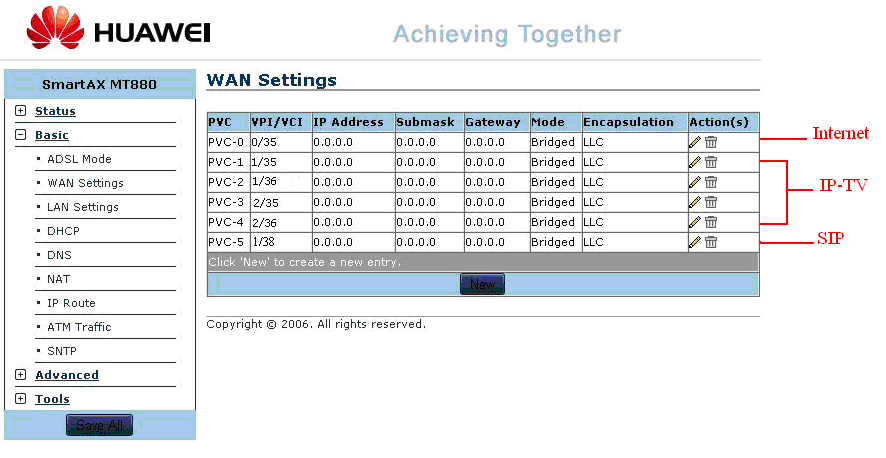 HUAWEI
Achieving Together
SmartAX MT880
Status
Basic
ADSL Mode
WAN Settings
LAN Settings
DHCP
DNS
NAT
IP Route
ATM Traffic
SNTP
Advanced
Tools
Save All
WAN Settings
PVC VPI/VCI IP Address Submask Gateway Mode Encapsulation Action(s)
PVC-0 0/35 0.0.0.0 0.0.0.0 0.0.0.0 Bridged LLC
PVC-1 1/35 0.0.0.0 0.0.0.0 0.0.0.0 Bridged LLC
PVC-2 1/36 0.0.0.0 0.0.0.0 0.0.0.0 Bridged LLC
PVC-3 2/35 0.0.0.0 0.0.0.0 0.0.0.0 Bridged LLC
PVC-4 2/36 0.0.0.0 0.0.0.0 0.0.0.0 Bridged LLC
PVC-5 1/38 0.0.0.0 0.0.0.0 0.0.0.0 Bridged LLC
Click 'New' to create a new entry.
New
Copyright © 2006. All rights reserved.
Internet
IP-TV
SIP